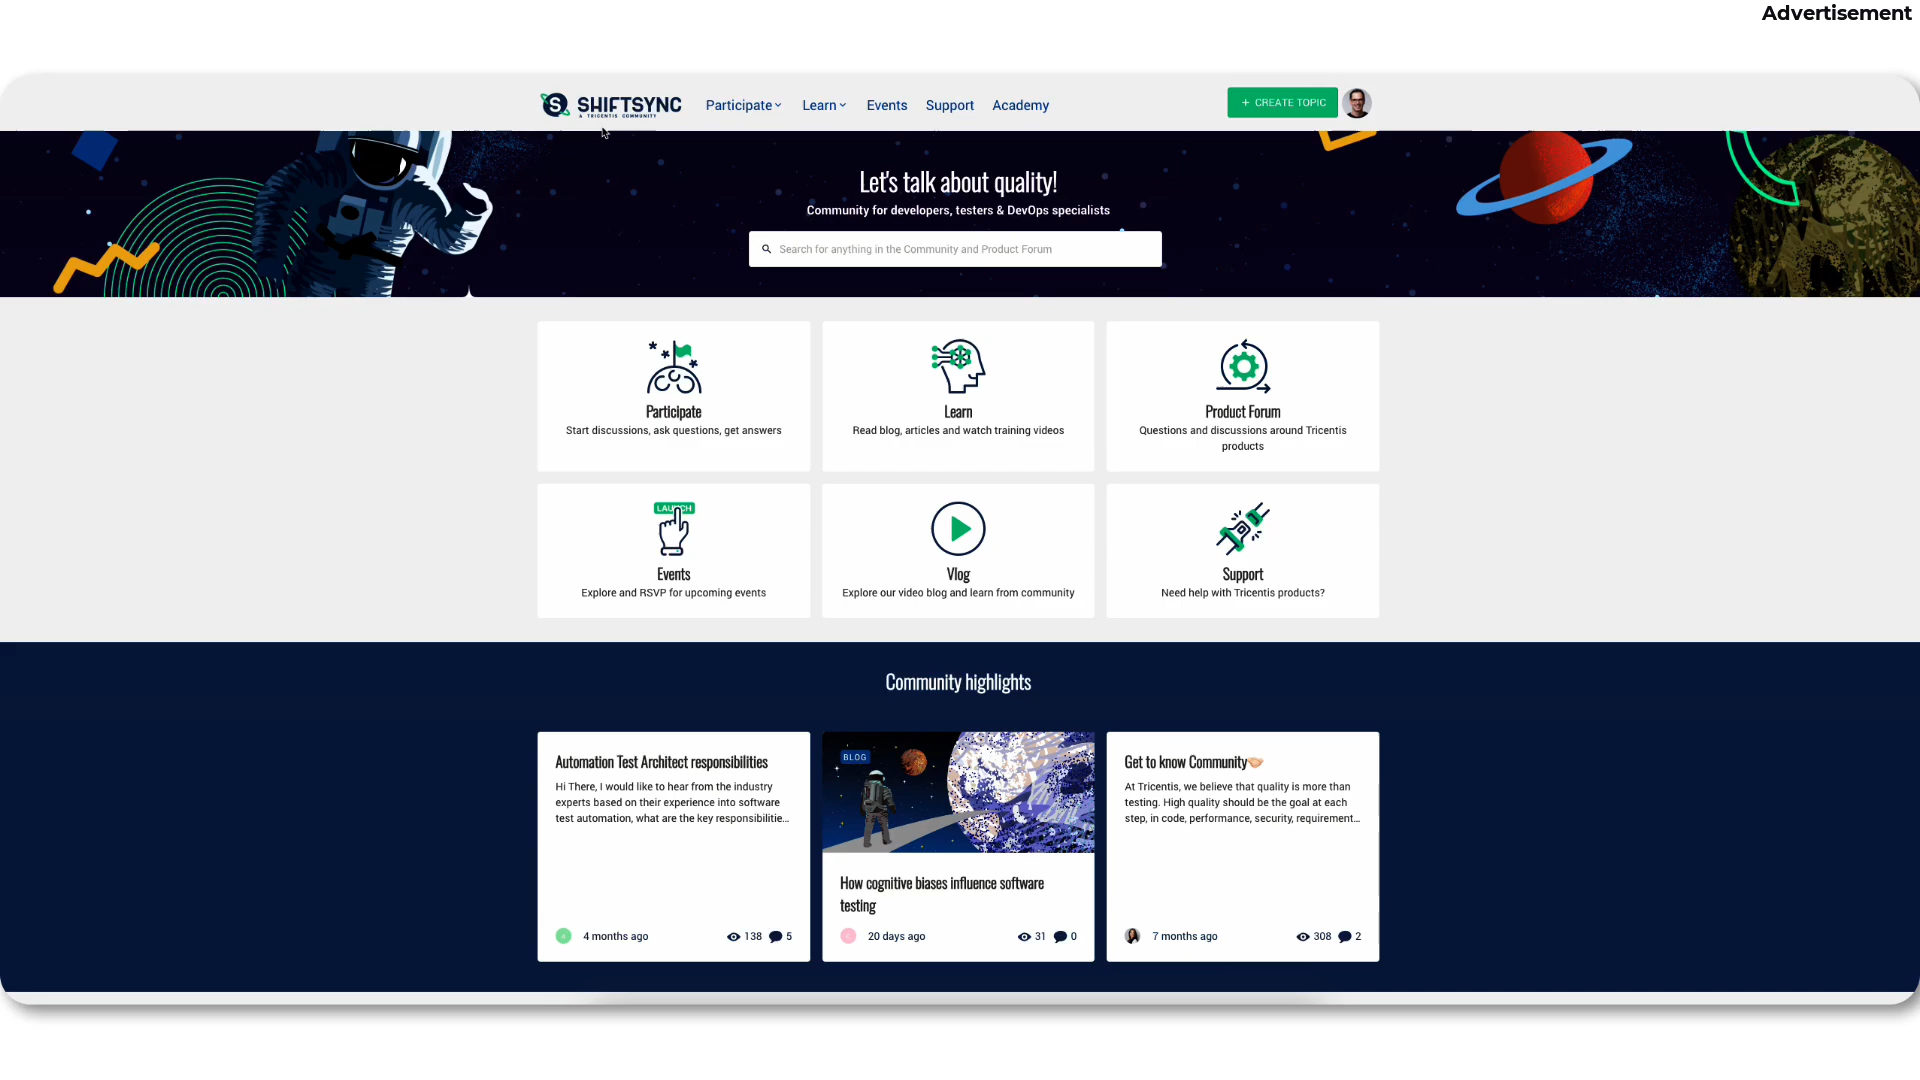 Advertisement
SHIFTSYNC
A TRICENTIS COMMUNITY
Participate
Learn
Events
Support
Academy
+ CREATE TOPIC
Let's talk about quality!
Community for developers, testers & DevOps specialists
Search for anything in the Community and Product Forum
Participate
Start discussions, ask questions, get answers
Learn
Read blog, articles and watch training videos
Product Forum
Questions and discussions around Tricentis
products
LAUNCH
Events
Explore and RSVP for upcoming events
Vlog
Explore our video blog and learn from community
Support
Need help with Tricentis products?
Community highlights
Automation Test Architect responsibilities
Hi There, I would like to hear from the industry
experts based on their experience into software
test automation, what are the key responsibilitie...
4 months ago
138
5
BLOG
How cognitive biases influence software
testing
20 days ago
31
0
Get to know Community
At Tricentis, we believe that quality is more than
testing. High quality should be the goal at each
step, in code, performance, security, requirement...
7 months ago
308
2